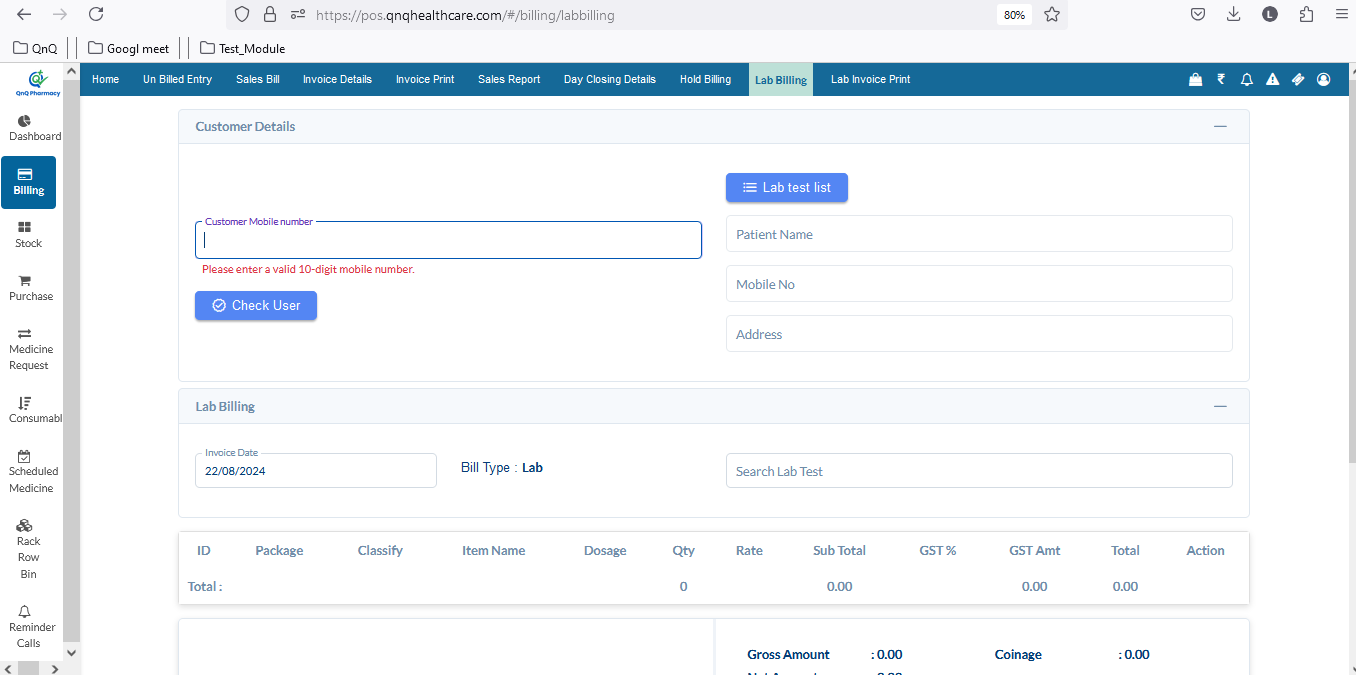 https://pos.qnqhealthcare.com/#/billing/labbilling
80%
L
QnQ
Googl meet
Test_Module
QnQ Pharmacy
Home
Un Billed Entry
Sales Bill
Invoice Details
Invoice Print
Sales Report
Day Closing Details
Hold Billing
Lab Billing
Lab Invoice Print
Dashboard
Billing
Stock
Purchase
Medicine
Request
Consumabl
Scheduled
Medicine
Rack
Row
Bin
Reminder
Calls
Customer Details
Lab test list
Customer Mobile number
Please enter a valid 10-digit mobile number.
Check User
Patient Name
Mobile No
Address
Lab Billing
Invoice Date
22/08/2024
Bill Type : Lab
Search Lab Test
ID Package Classify Item Name Dosage Qty Rate Sub Total GST % GST Amt Total Action
Total : 0 0.00 0.00 0.00
Gross Amount : 0.00 Coinage : 0.00